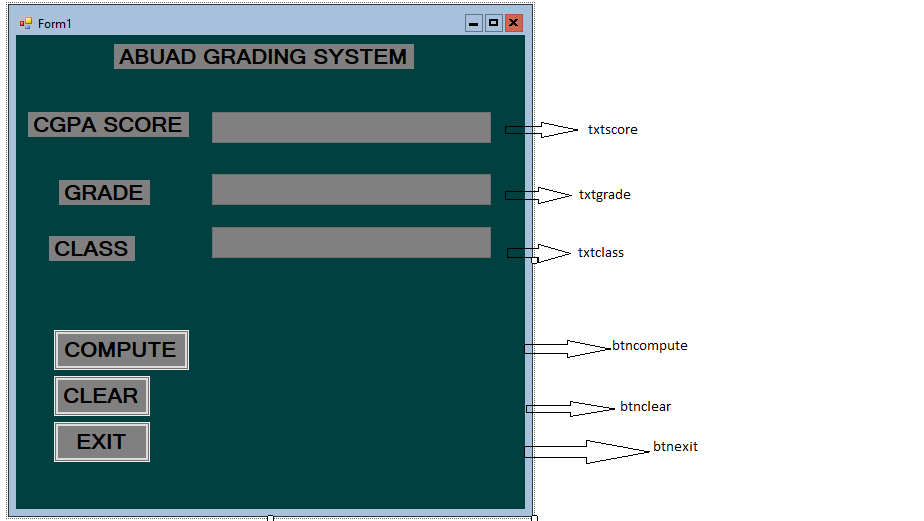 Form1
ABUAD GRADING SYSTEM
CGPA SCORE
txtscore
GRADE
txtgrade
CLASS
txtclass
COMPUTE
btncompute
CLEAR
btnclear
EXIT
btnexit